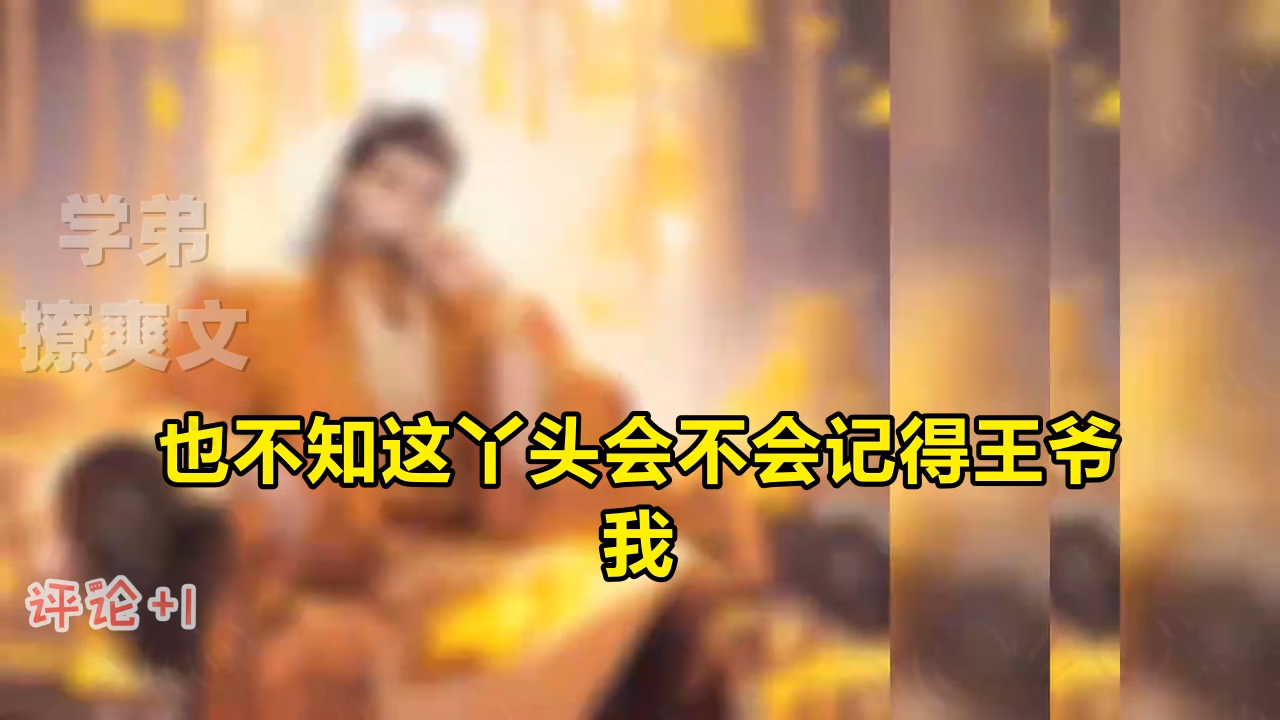 学弟
撩爽文
也不知这丫头会不会记得王爷
我
评论+1